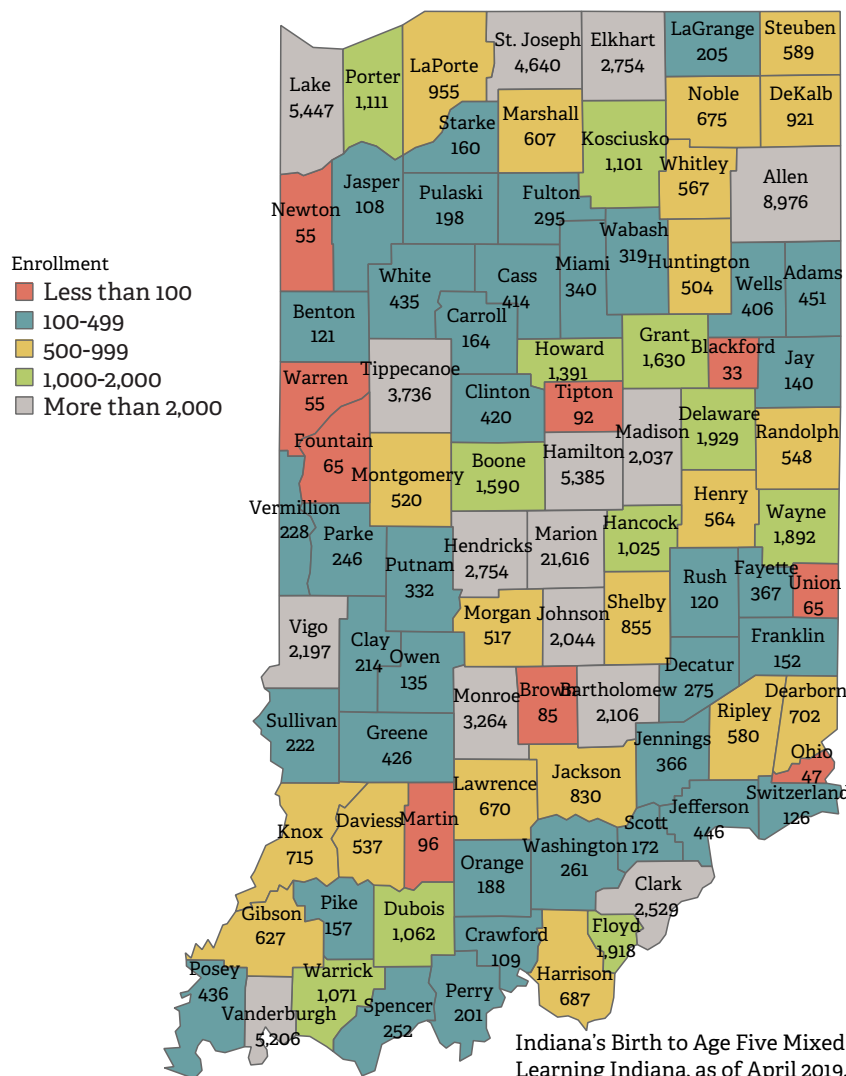 St. Joseph
4,640
Elkhart
2,754
LaGrange
205
Steuben
589
Lake
5,447
Porter
1,111
LaPorte
955
Noble
675
DeKalb
921
Starke
160
Marshall
607
Kosciusko
1,101
Whitley
567
Allen
8,976
Newton
55
Jasper
108
Pulaski
198
Fulton
295
Wabash
319
Huntington
504
Miami
340
Wells
406
Adams
451
Enrollment
Less than 100
100-499
500-999
1,000-2,000
More than 2,000
White
435
Cass
414
Benton
121
Carroll
164
Howard
1,391
Grant
1,630
Blackford
33
Jay
140
Warren
55
Tippecanoe
3,736
Clinton
420
Tipton
92
Madison
2,037
Delaware
1,929
Randolph
548
Fountain
65
Montgomery
520
Boone
1,590
Hamilton
5,385
Henry
564
Wayne
1,892
Vermillion
228
Parke
246
Putnam
332
Hendricks
2,754
Marion
21,616
Hancock
1,025
Rush
120
Fayette
367
Union
65
Vigo
2,197
Clay
214
Owen
135
Morgan
517
Johnson
2,044
Shelby
855
Franklin
152
Decatur
275
Sullivan
222
Greene
426
Monroe
3,264
Brown
85
Bartholomew
2,106
Jennings
366
Ripley
580
Dearborn
702
Ohio
47
Switzerland
126
Knox
715
Daviess
537
Martin
96
Lawrence
670
Jackson
830
Scott
172
Jefferson
446
Orange
188
Washington
261
Clark
2,529
Gibson
627
Pike
157
Dubois
1,062
Crawford
109
Floyd
1,918
Harrison
687
Posey
436
Vanderburgh
5,206
Warrick
1,071
Spencer
252
Perry
201
Indiana's Birth to Age Five Mixed
Learning Indiana, as of April 2019.